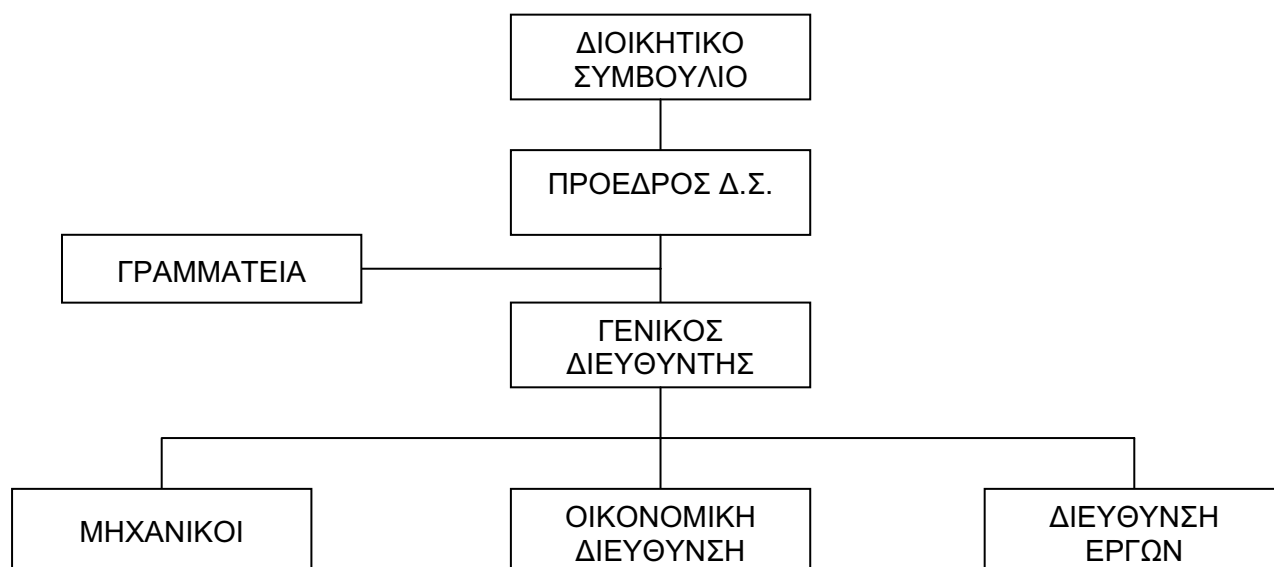 ΔΙΟΙΚΗΤΙΚΟ
ΣΥΜΒΟΥΛΙΟ
ΠΡΟΕΔΡΟΣ Δ.Σ.
ΓΡΑΜΜΑΤΕΙΑ
ΓΕΝΙΚΟΣ
ΔΙΕΥΘΥΝΤΗΣ
ΜΗΧΑΝΙΚΟΙ
ΟΙΚΟΝΟΜΙΚΗ
ΔΙΕΥΘΥΝΣΗ
ΔΙΕΥΘΥΝΣΗ
ΕΡΓΩΝ